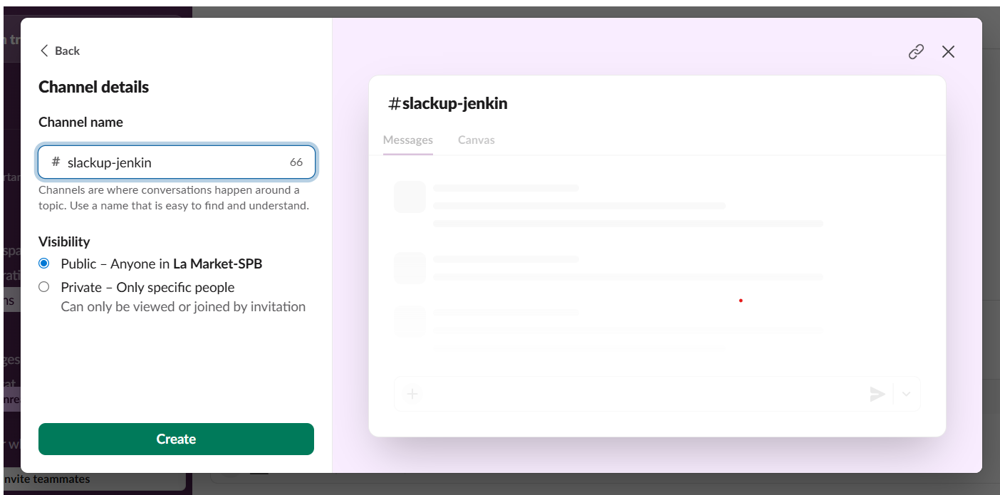 Back
Channel details
Channel name
# slackup-jenkin 66
Channels are where conversations happen around a
topic. Use a name that is easy to find and understand.
Visibility
Public – Anyone in La Market-SPB
Private – Only specific people
Can only be viewed or joined by invitation
Create
#slackup-jenkin
Messages Canvas
nvite teammates